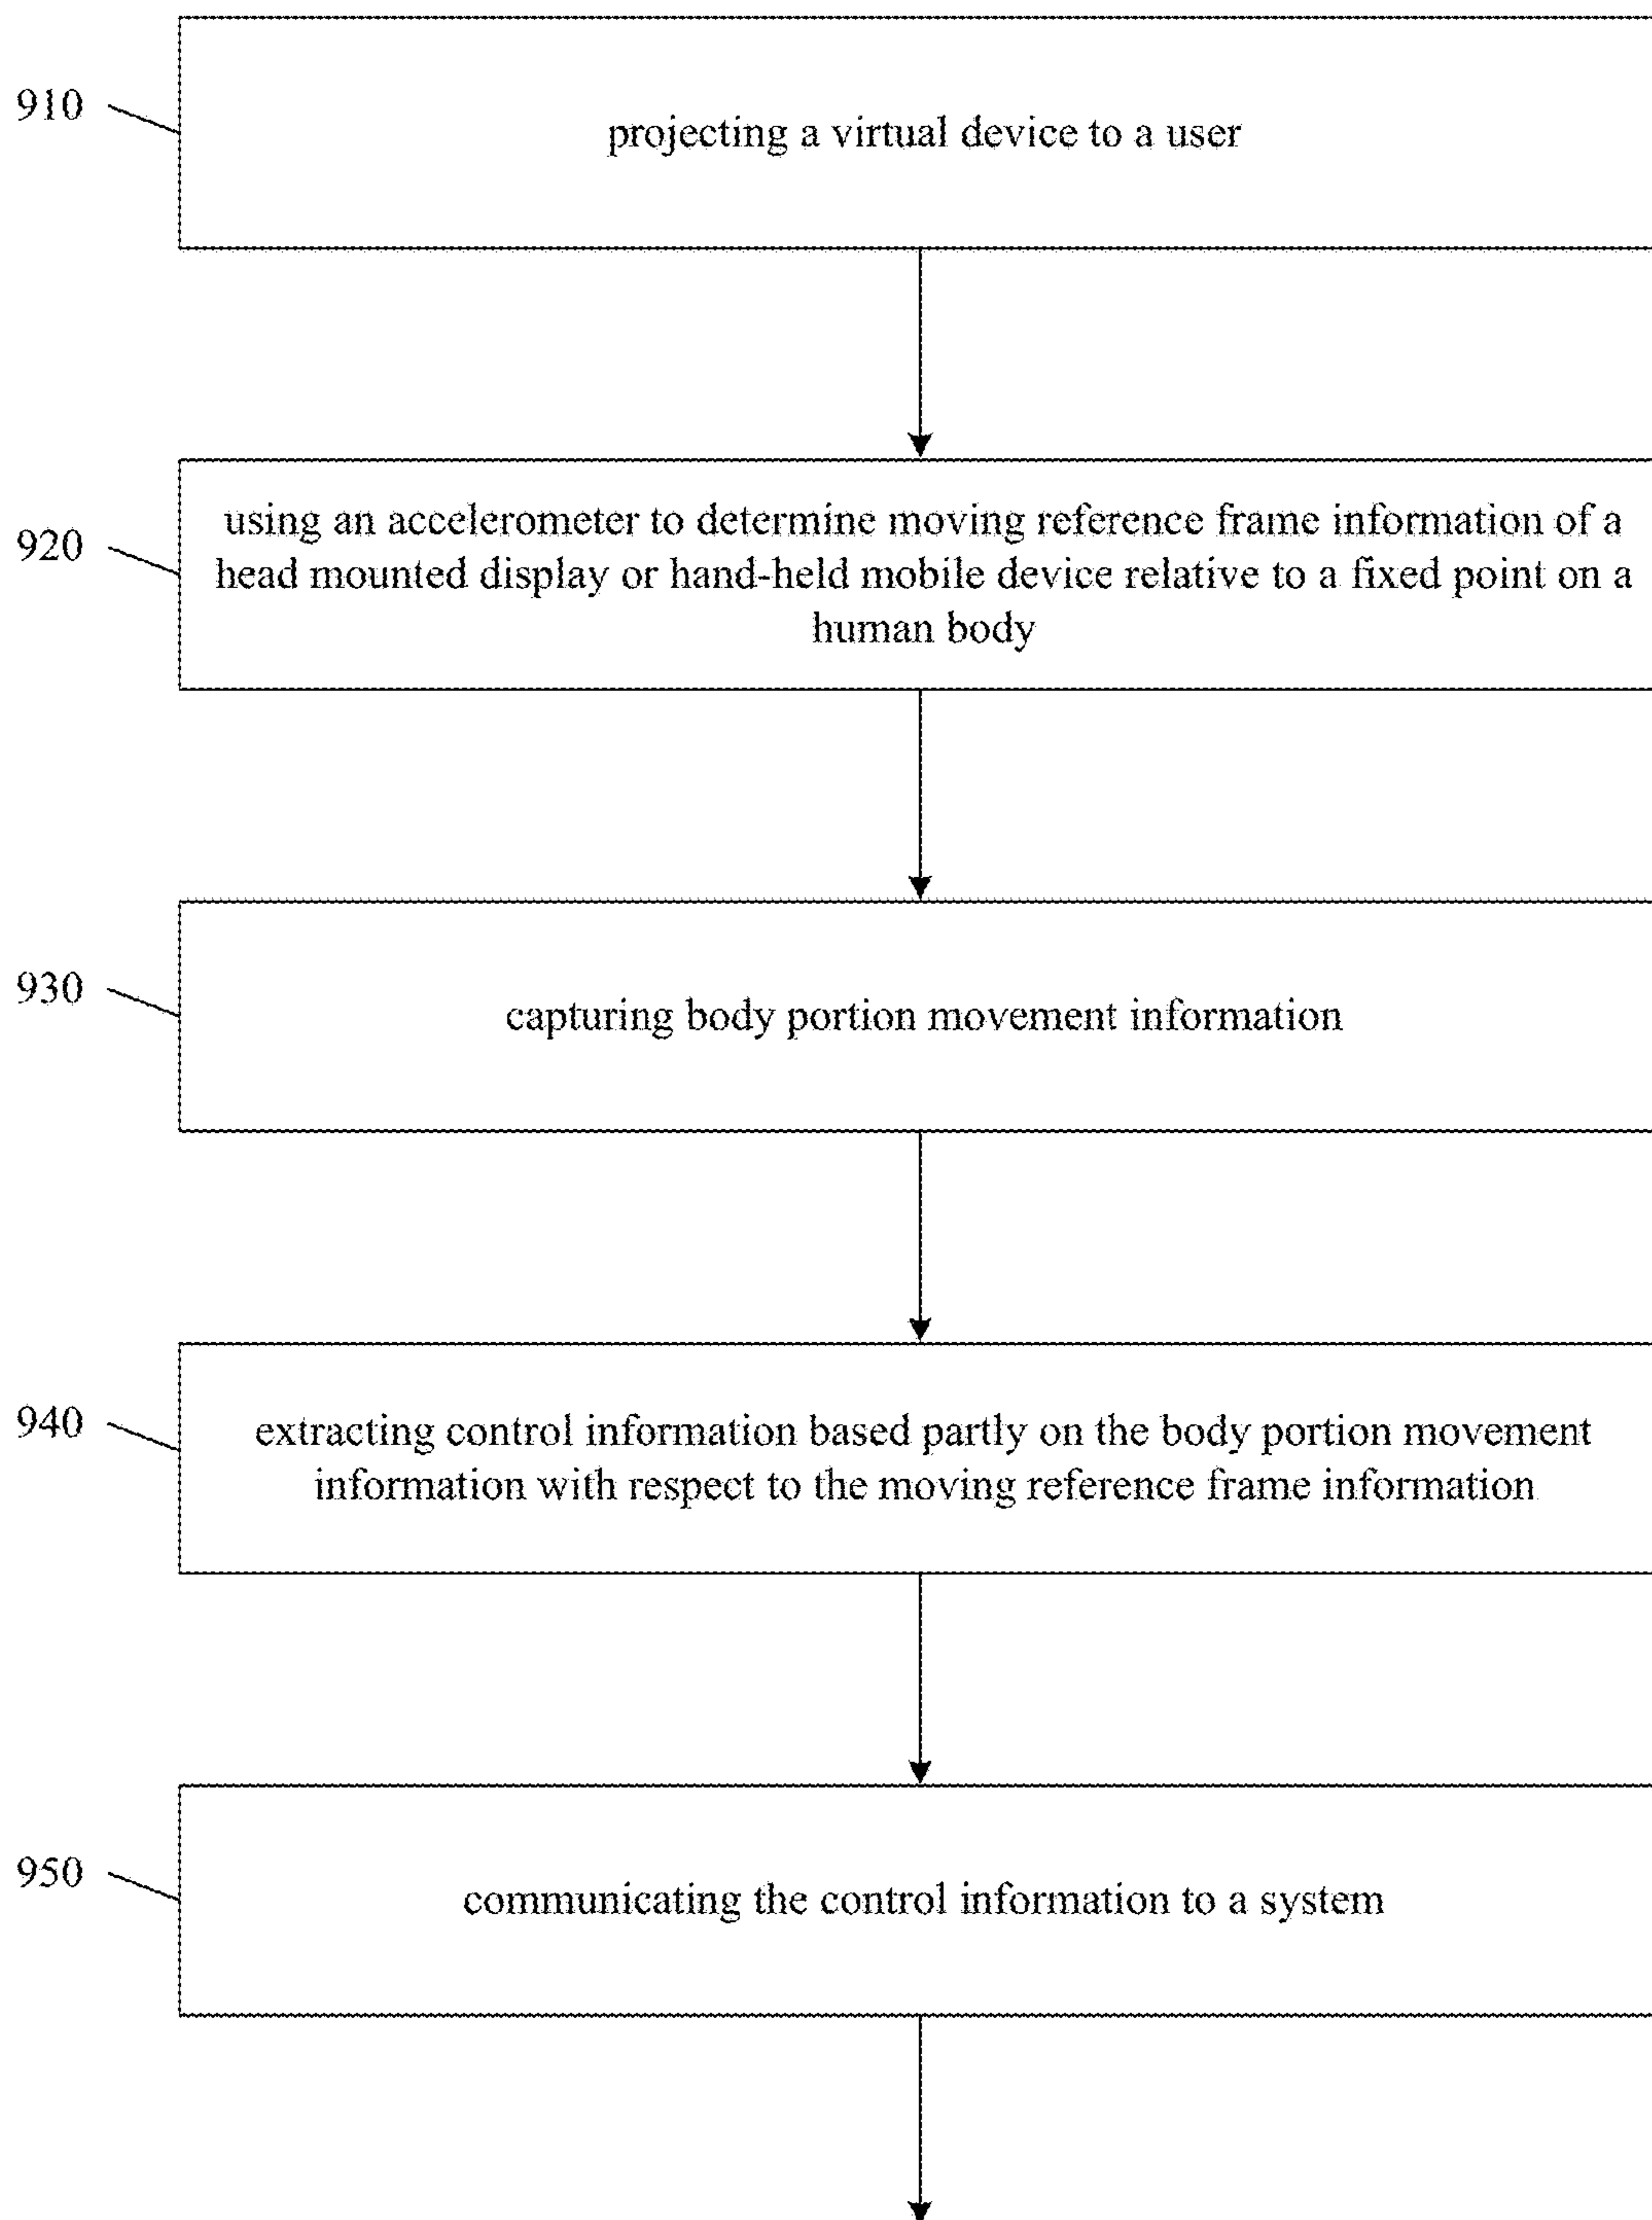 910
projecting a virtual device to a user
920
using an accelerometer to determine moving reference frame information of a
head mounted display or hand-held mobile device relative to a fixed point on a
human body
930
capturing body portion movement information
940
extracting control information based partly on the body portion movement
information with respect to the moving reference frame information
950
communicating the control information to a system